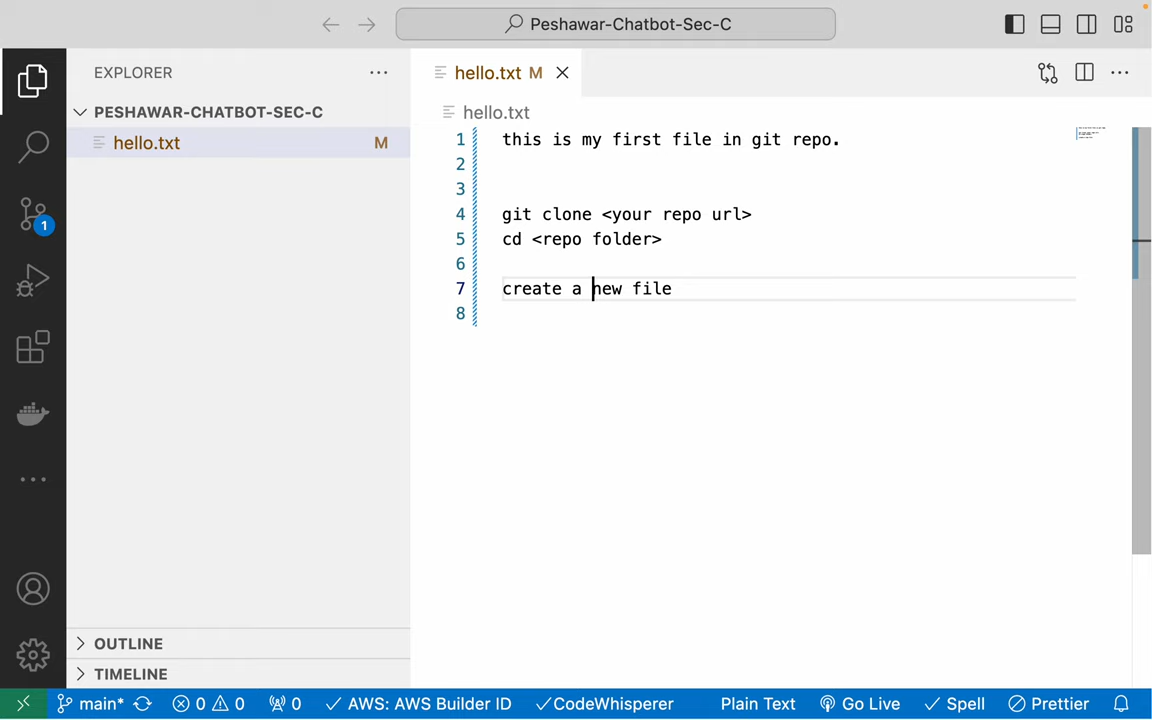 Peshawar-Chatbot-Sec-C
EXPLORER
hello.txt M
PESHAWAR-CHATBOT-SEC-C
hello.txt
hello.txt M
1 this is my first file in git repo.
2
3
4 git clone <your repo url>
5 cd <repo folder>
6
7 create a new file
8
1
OUTLINE
TIMELINE
main* 0 0 0 AWS: AWS Builder ID CodeWhisperer Plain Text Go Live Spell Prettier